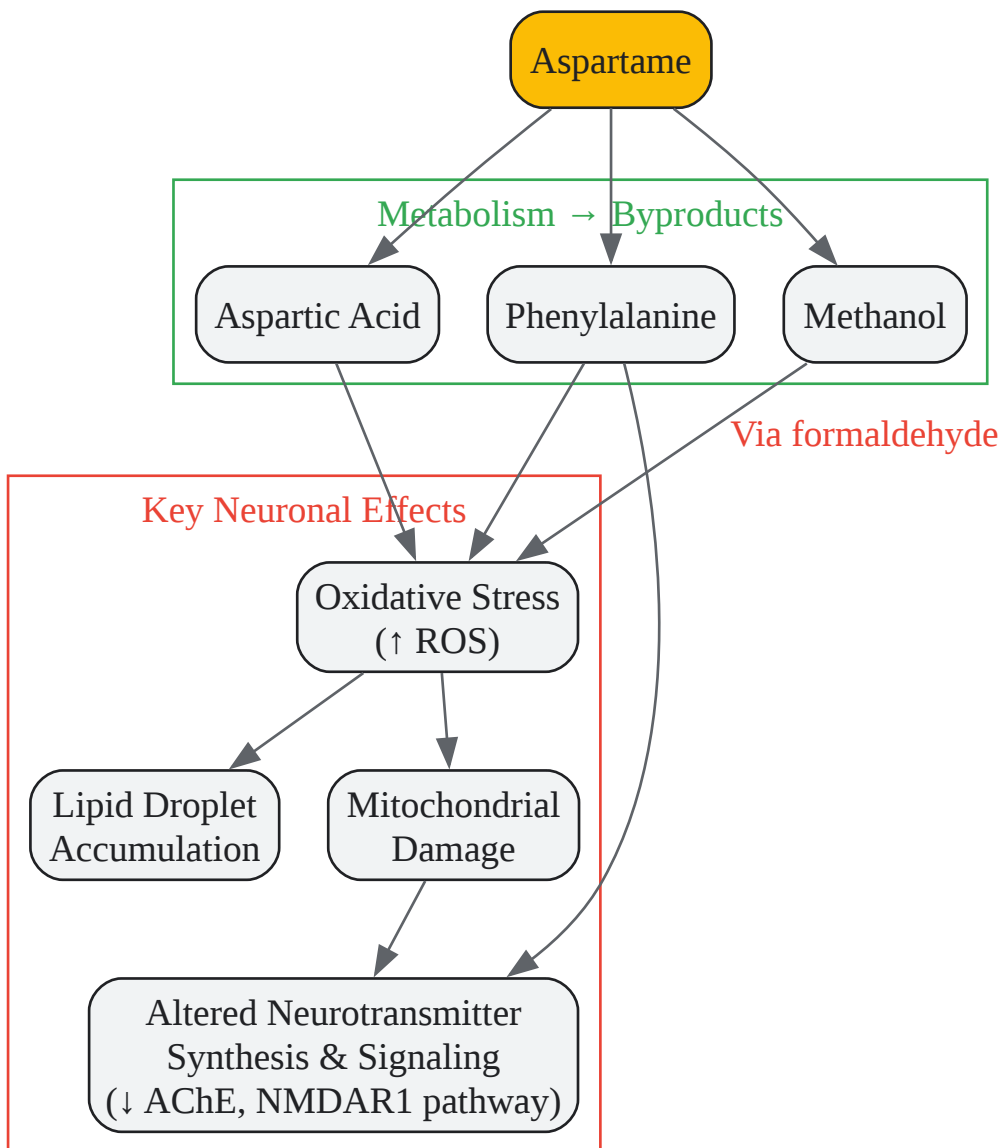 Aspartame
Metabolism → Byproducts
Aspartic Acid
Phenylalanine
Methanol
Via formaldehyde
Key Neuronal Effects
Oxidative Stress
(↑ ROS)
Lipid Droplet
Accumulation
Mitochondrial
Damage
Altered Neurotransmitter
Synthesis & Signaling
(↓ AChE, NMDAR1 pathway)